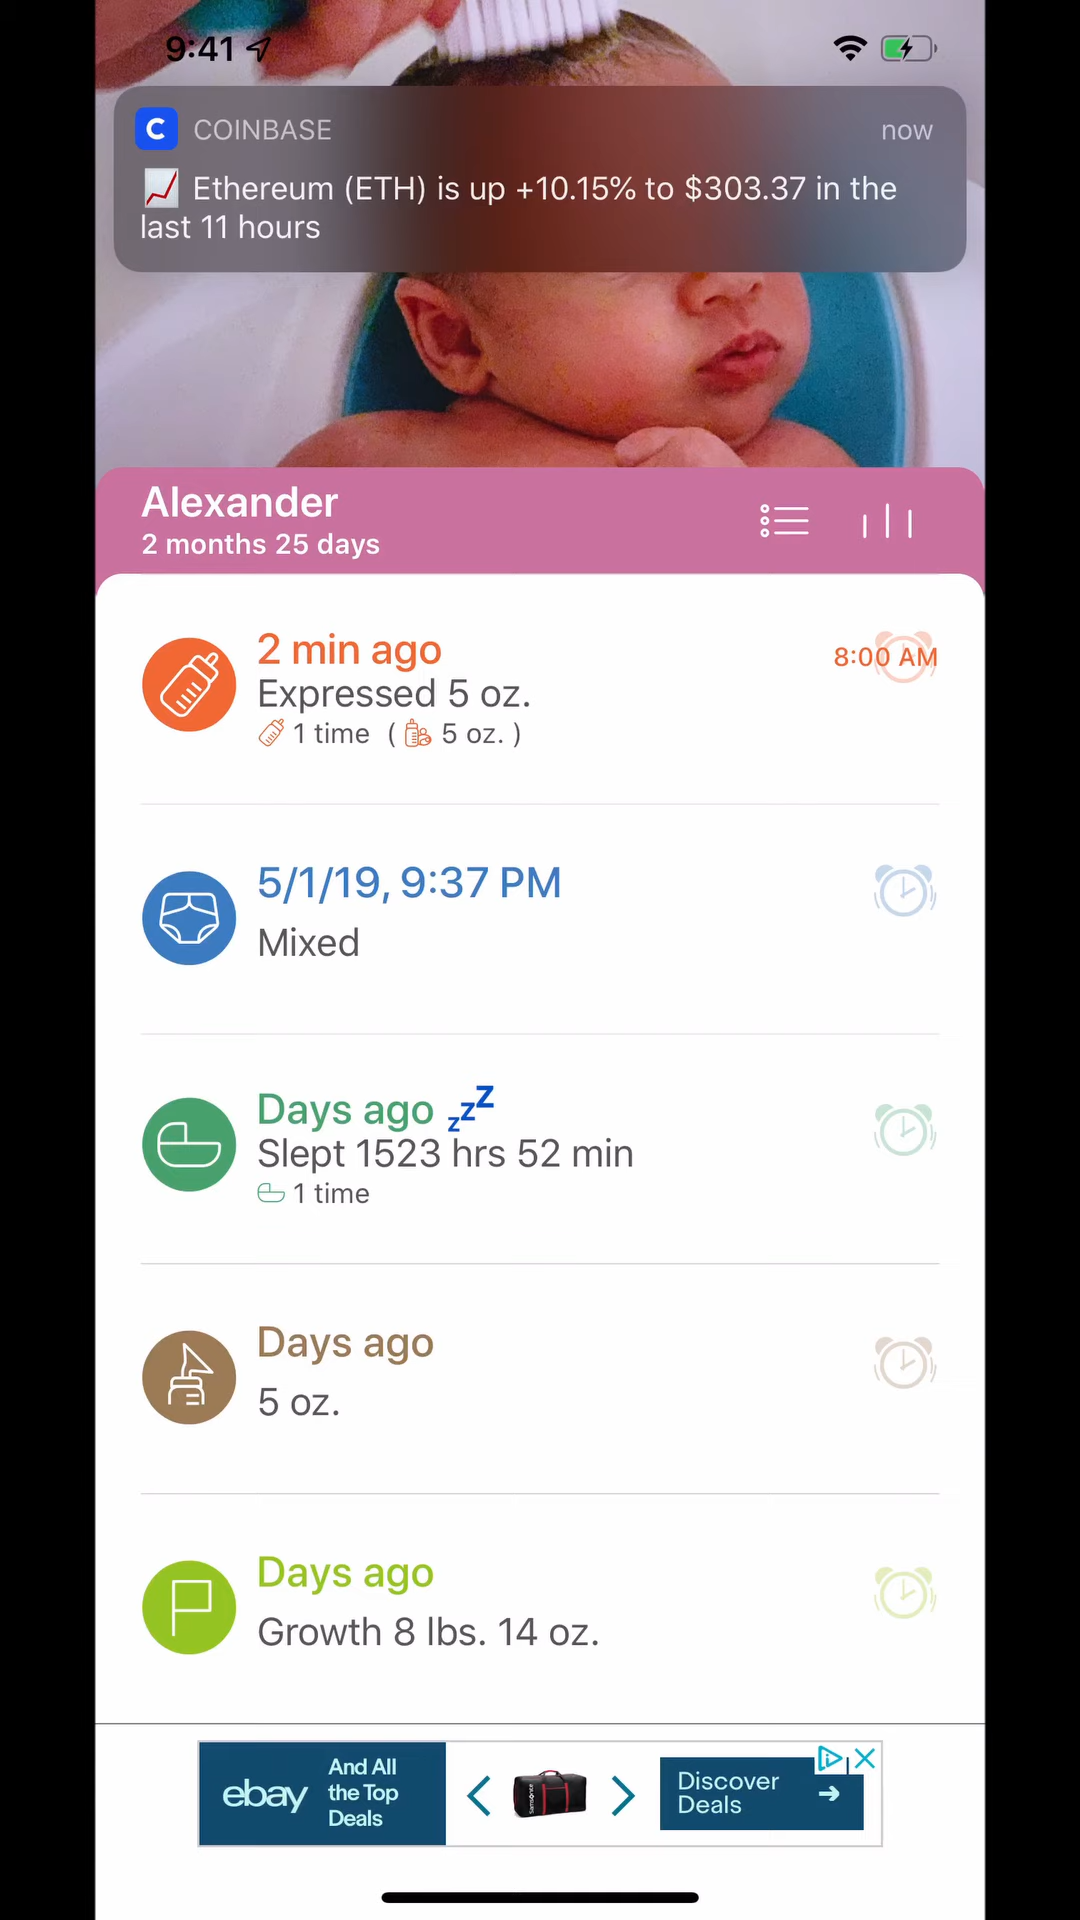 9:41
COINBASE now
Ethereum (ETH) is up +10.15% to $303.37 in the
last 11 hours
Alexander
2 months 25 days
2 min ago
8:00 AM
Expressed 5 oz.
1 time ( 5 oz. )
5/1/19, 9:37 PM
Mixed
Days ago zzZ
Slept 1523 hrs 52 min
1 time
Days ago
5 oz.
Days ago
Growth 8 lbs. 14 oz.
ebay
And All
the Top
Deals
Samsonite
Discover
Deals